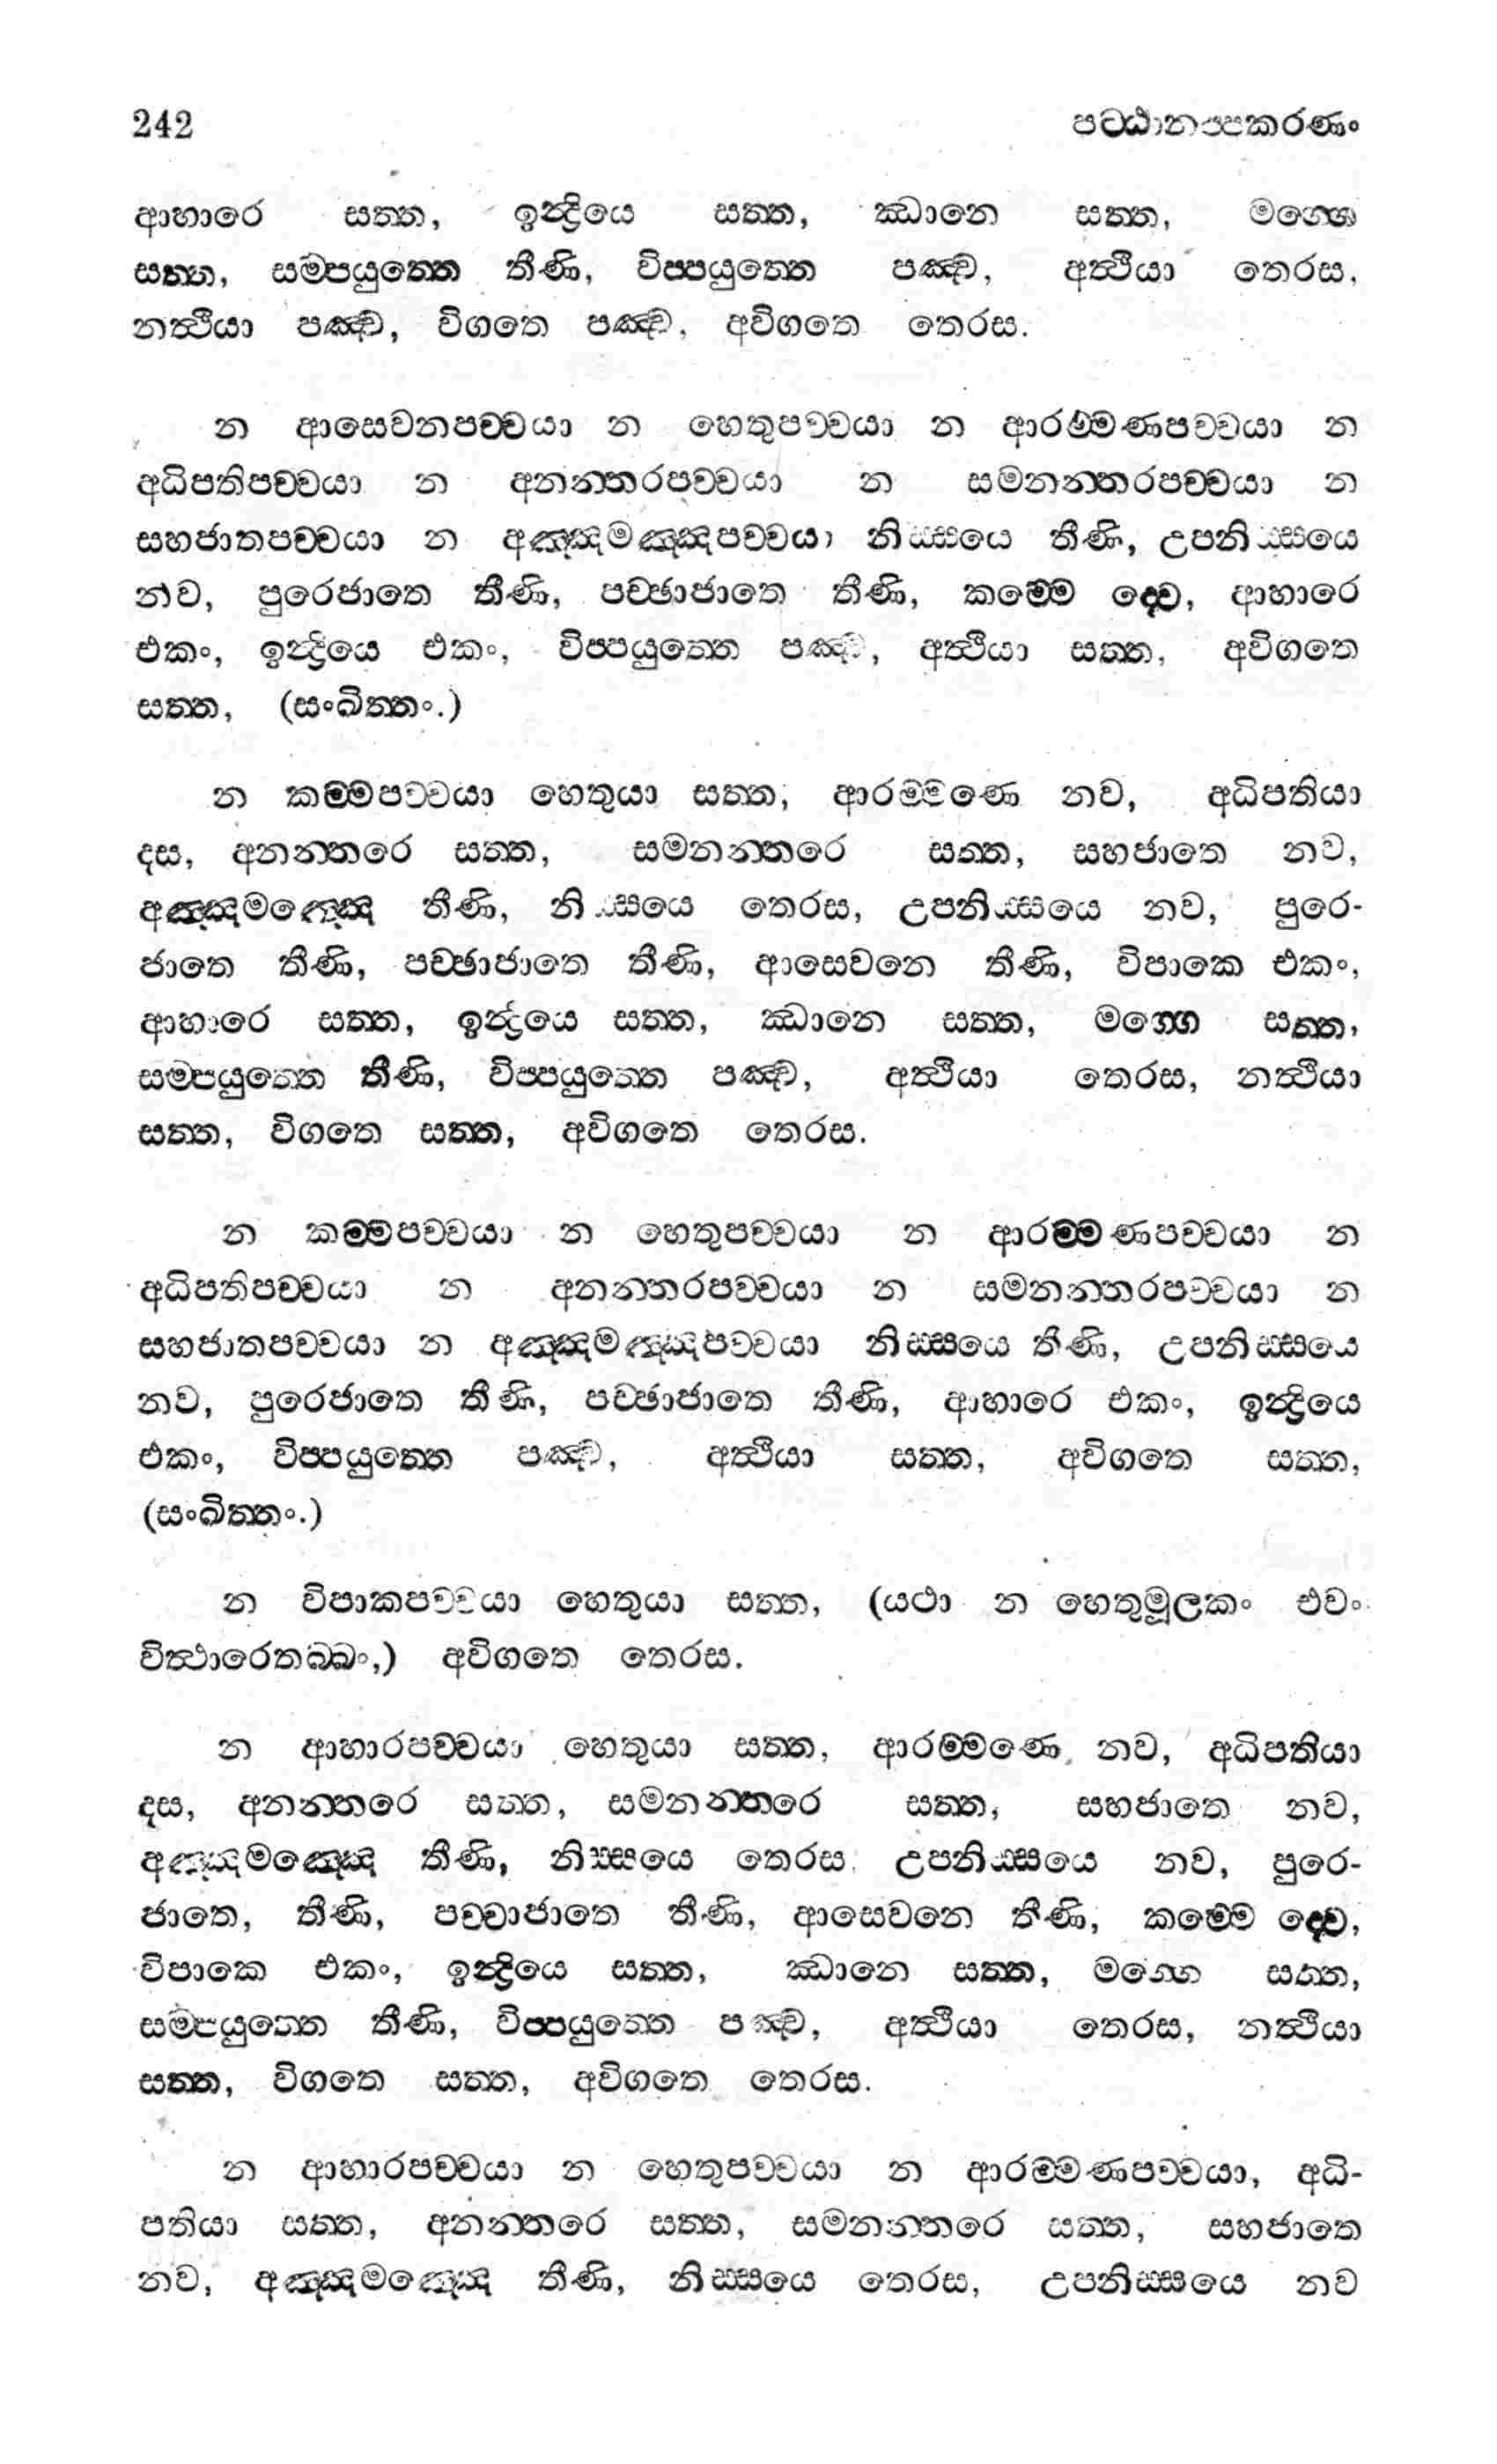 242 පට්ඨානප්පකරණං
ආහාරෙ සත්ත, ඉන්ද්‍රියෙ සත්ත, ඣානෙ සත්ත, මග්ගෙ
සත්ත, සම්පයුත්තෙ තීණි, විප්පයුත්තෙ පඤ්ච, අත්ථියා තෙරස,
නත්ථියා පඤ්ච, විගතෙ පඤ්ච, අවිගතෙ තෙරස.
න ආසෙවනපච්චයා න හෙතුපච්චයා න ආරම්මණපච්චයා න
අධිපතිපච්චයා න අනන්තරපච්චයා න සමනන්තරපච්චයා න
සහජාතපච්චයා න අඤ්ඤමඤ්ඤපච්චයා නිස්සයෙ තීණි, උපනිස්සයෙ
නව, පුරෙජාතෙ තීණි, පච්ඡාජාතෙ තීණි, කම්මෙ ද්වෙ, ආහාරෙ
එකං, ඉන්ද්‍රියෙ එකං, විප්පයුත්තෙ පඤ්ච, අත්ථියා සත්ත, අවිගතෙ
සත්ත, (සංඛිත්තං.)
න කම්මපච්චයා හෙතුයා සත්ත, ආරම්මණෙ නව, අධිපතියා
දස, අනන්තරෙ සත්ත, සමනන්තරෙ සත්ත, සහජාතෙ නව,
අඤ්ඤමඤ්ඤෙ තීණි, නිස්සයෙ තෙරස, උපනිස්සයෙ නව, පුරෙ-
ජාතෙ තීණි, පච්ඡාජාතෙ තීණි, ආසෙවනෙ තීණි, විපාකෙ එකං,
ආහාරෙ සත්ත, ඉන්ද්‍රියෙ සත්ත, ඣානෙ සත්ත, මග්ගෙ සත්ත,
සම්පයුත්තෙ තීණි, විප්පයුත්තෙ පඤ්ච, අත්ථියා තෙරස, නත්ථියා
සත්ත, විගතෙ සත්ත, අවිගතෙ තෙරස.
න කම්මපච්චයා න හෙතුපච්චයා න ආරම්මණපච්චයා න
අධිපතිපච්චයා න අනන්තරපච්චයා න සමනන්තරපච්චයා න
සහජාතපච්චයා න අඤ්ඤමඤ්ඤපච්චයා නිස්සයෙ තීණි, උපනිස්සයෙ
නව, පුරෙජාතෙ තීණි, පච්ඡාජාතෙ තීණි, ආහාරෙ එකං, ඉන්ද්‍රියෙ
එකං, විප්පයුත්තෙ පඤ්ච, අත්ථියා සත්ත, අවිගතෙ සත්ත,
(සංඛිත්තං.)
න විපාකපච්චයා හෙතුයා සත්ත, (යථා න හෙතුමූලකං එවං
විත්ථාරෙතබ්බං,) අවිගතෙ තෙරස.
න ආහාරපච්චයා හෙතුයා සත්ත, ආරම්මණෙ නව, අධිපතියා
දස, අනන්තරෙ සත්ත, සමනන්තරෙ සත්ත, සහජාතෙ නව,
අඤ්ඤමඤ්ඤෙ තීණි, නිස්සයෙ තෙරස, උපනිස්සයෙ නව, පුරෙ-
ජාතෙ, තීණි, පච්චාජාතෙ තීණි, ආසෙවනෙ තීණි, කම්මෙ ද්වෙ,
විපාකෙ එකං, ඉන්ද්‍රියෙ සත්ත, ඣානෙ සත්ත, මග්ගෙ සත්ත,
සම්පයුත්තෙ තීණි, විප්පයුත්තෙ පඤ්ච, අත්ථියා තෙරස, නත්ථියා
සත්ත, විගතෙ සත්ත, අවිගතෙ තෙරස.
න ආහාරපච්චයා න හෙතුපච්චයා න ආරම්මණපච්චයා, අධි-
පතියා සත්ත, අනන්තරෙ සත්ත, සමනන්තරෙ සත්ත, සහජාතෙ
නව, අඤ්ඤමඤ්ඤෙ තීණි, නිස්සයෙ තෙරස, උපනිස්සයෙ නව